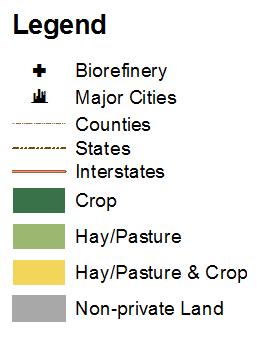 Legend
Biorefinery
Major Cities
Counties
States
Interstates
Crop
Hay/Pasture
Hay/Pasture & Crop
Non-private Land